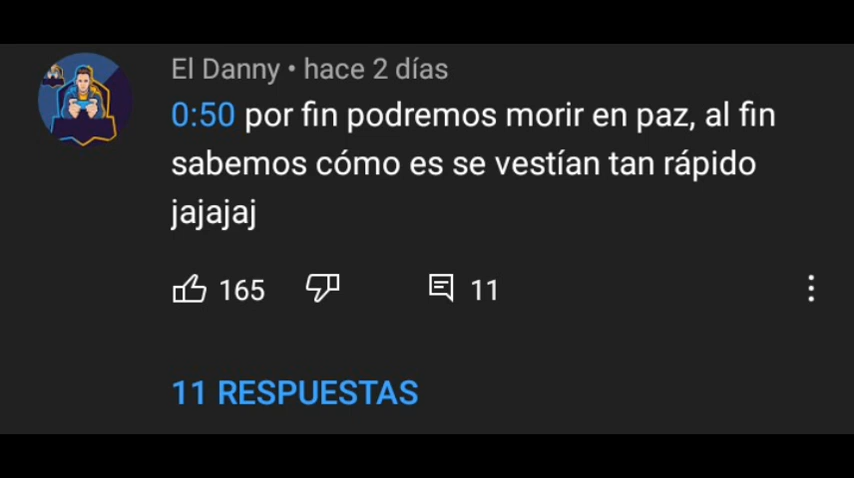 El Danny • hace 2 días
0:50 por fin podremos morir en paz, al fin
sabemos cómo es se vestían tan rápido
jajajaj
165 11
11 RESPUESTAS